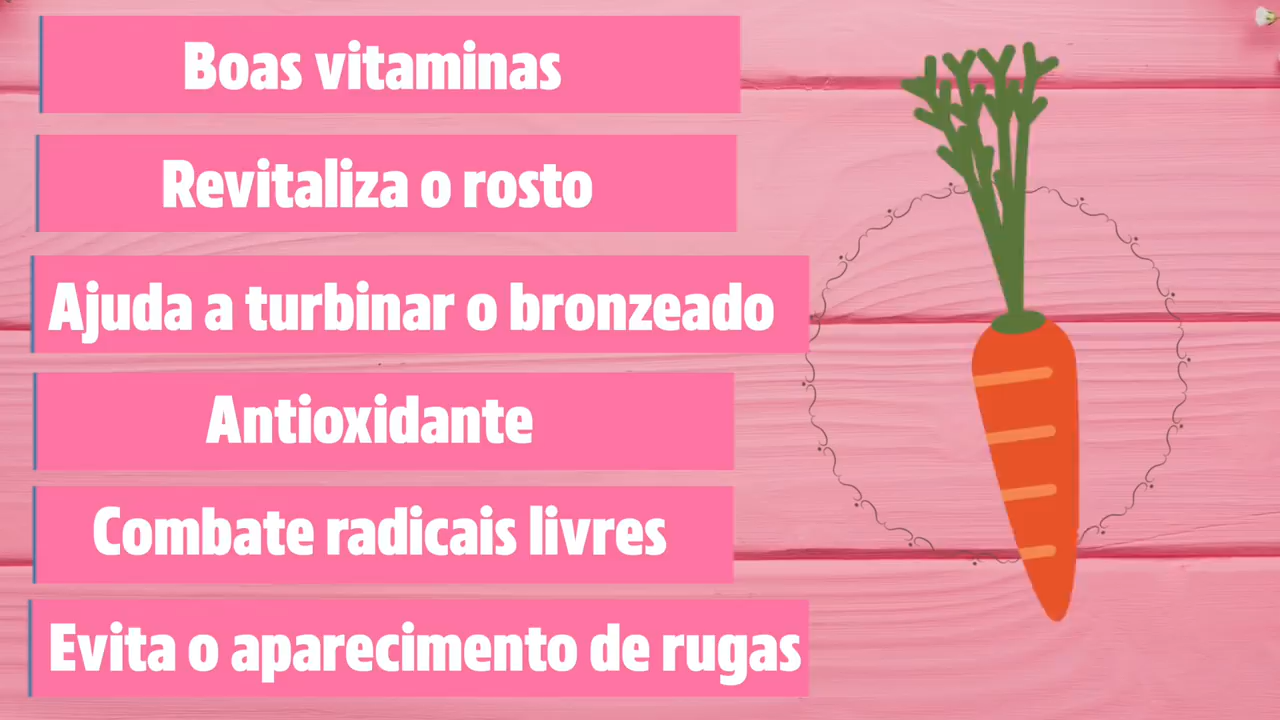 Boas vitaminas
Revitaliza o rosto
Ajuda a turbinar o bronzeado
Antioxidante
Combate radicais livres
Evita o aparecimento de rugas